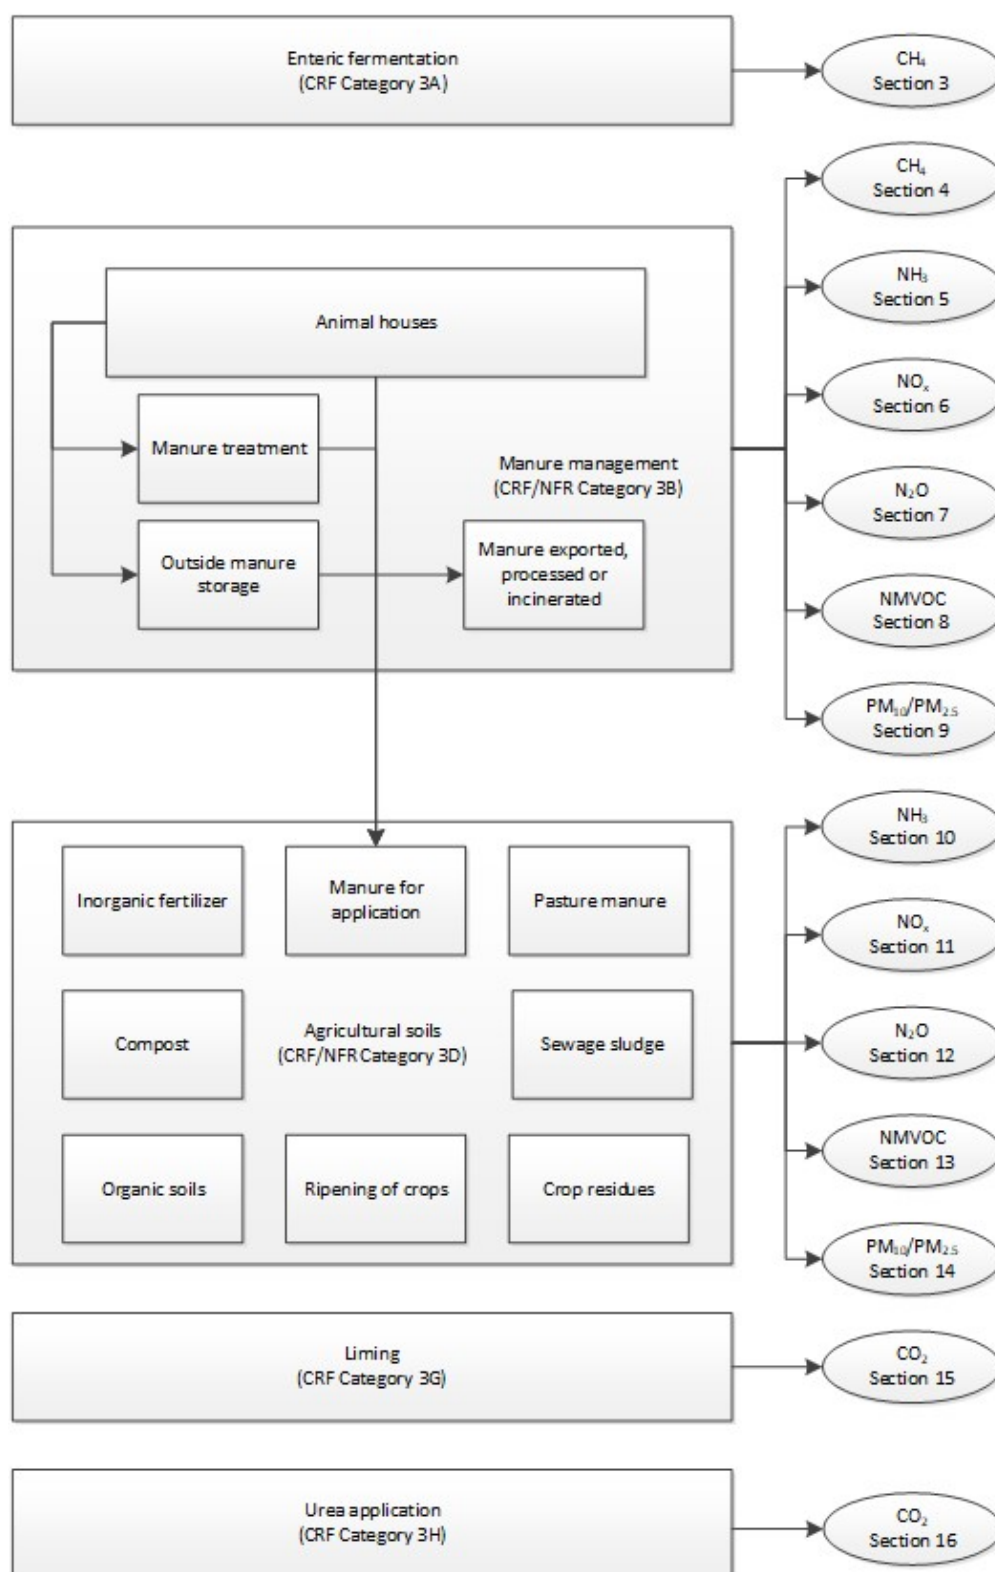 Enteric fermentation
(CRF Category 3A)
CH₄
Section 3
CH₄
Section 4
NH₃
Section 5
Animal houses
NOₓ
Section 6
Manure treatment
Manure management
(CRF/NFR Category 3B)
N₂O
Section 7
Outside manure
storage
Manure exported,
processed or
incinerated
NMVOC
Section 8
PM₁₀/PM₂.₅
Section 9
NH₃
Section 10
Inorganic fertilizer
Manure for
application
Pasture manure
NOₓ
Section 11
Compost
Agricultural soils
(CRF/NFR Category 3D)
Sewage sludge
N₂O
Section 12
NMVOC
Section 13
Organic soils
Ripening of crops
Crop residues
PM₁₀/PM₂.₅
Section 14
Liming
(CRF Category 3G)
CO₂
Section 15
Urea application
(CRF Category 3H)
CO₂
Section 16